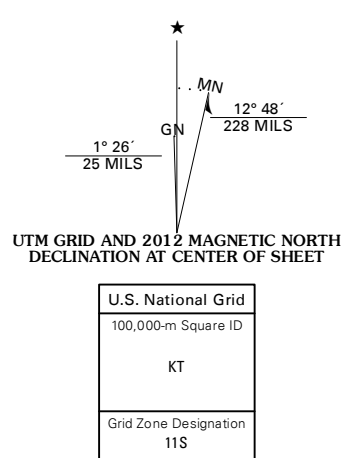 MN
12° 48´
228 MILS
GN
1° 26´
25 MILS
UTM GRID AND 2012 MAGNETIC NORTH
DECLINATION AT CENTER OF SHEET
U.S. National Grid
100,000-m Square ID
KT
Grid Zone Designation
11S